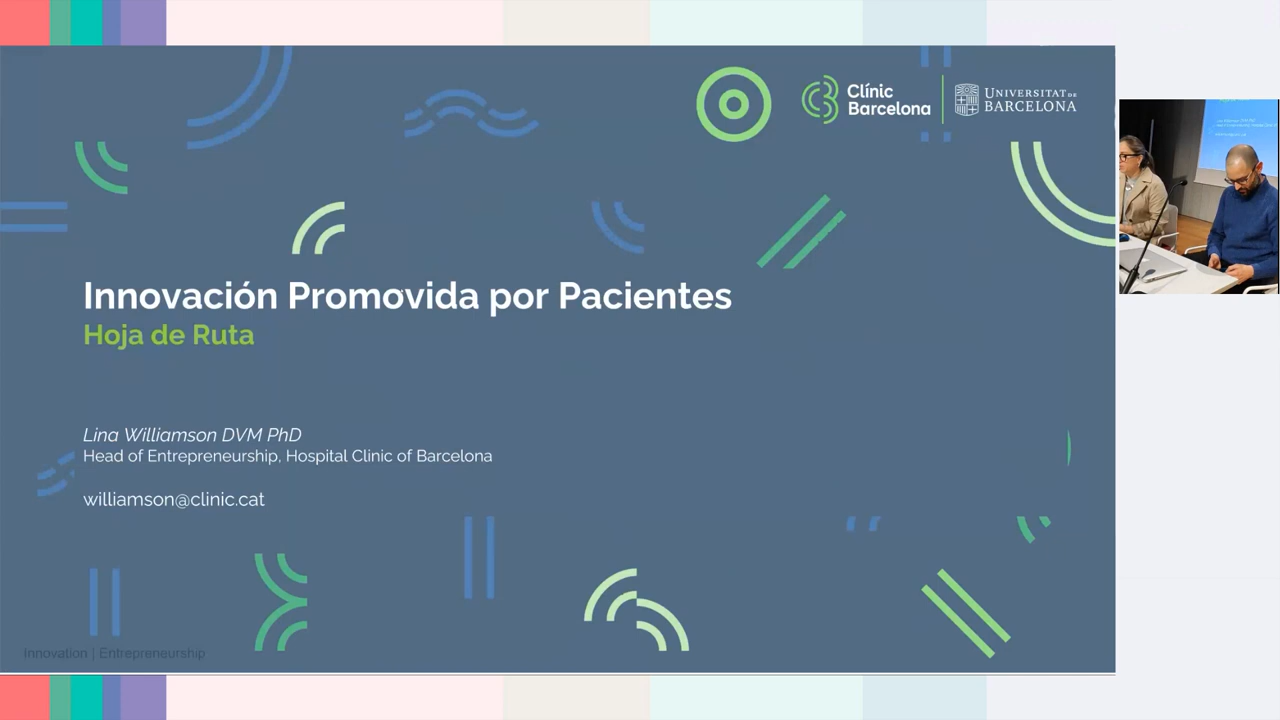 Clínic
Barcelona
UNIVERSITAT DE
BARCELONA
Innovación Promovida por Pacientes
Hoja de Ruta
Lina Williamson DVM PhD
Head of Entrepreneurship, Hospital Clinic of Barcelona
williamson@clinic.cat
Innovation | Entrepreneurship